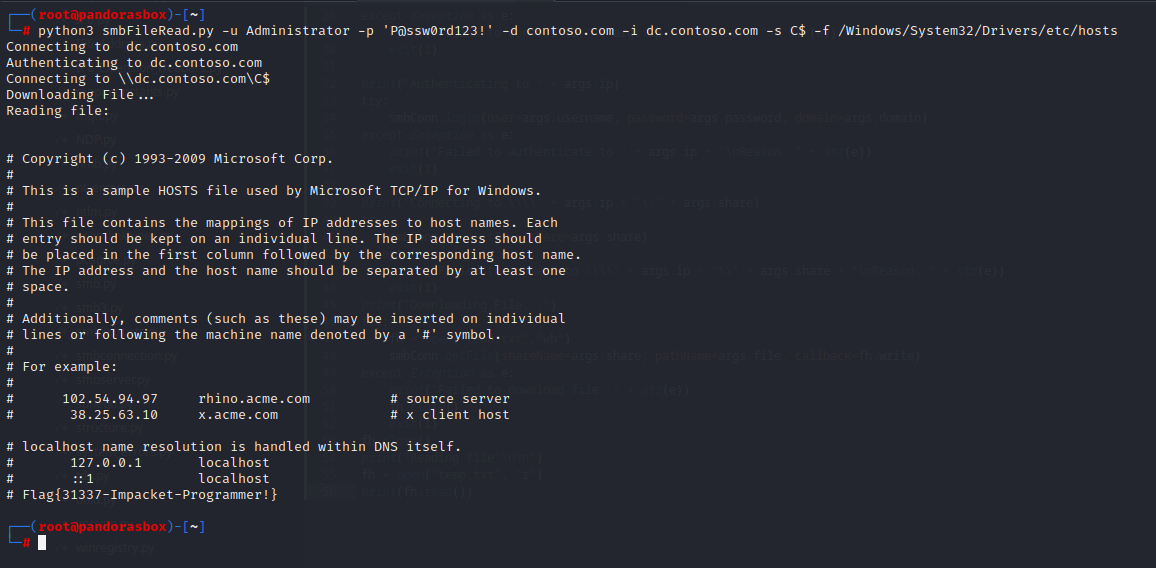 ┌──(root@pandorasbox)-[~]
└─# python3 smbFileRead.py -u Administrator -p 'P@ssw0rd123!' -d contoso.com -i dc.contoso.com -s C$ -f /Windows/System32/Drivers/etc/hosts
Connecting to  dc.contoso.com
Authenticating to dc.contoso.com
Connecting to \\dc.contoso.com\C$
Downloading File...
Reading file:
# Copyright (c) 1993-2009 Microsoft Corp.
#
# This is a sample HOSTS file used by Microsoft TCP/IP for Windows.
#
# This file contains the mappings of IP addresses to host names. Each
# entry should be kept on an individual line. The IP address should
# be placed in the first column followed by the corresponding host name.
# The IP address and the host name should be separated by at least one
# space.
#
# Additionally, comments (such as these) may be inserted on individual
# lines or following the machine name denoted by a '#' symbol.
#
# For example:
#
#      102.54.94.97     rhino.acme.com          # source server
#       38.25.63.10     x.acme.com              # x client host
# localhost name resolution is handled within DNS itself.
#       127.0.0.1       localhost
#       ::1             localhost
# Flag{31337-Impacket-Programmer!}
┌──(root@pandorasbox)-[~]
└─#